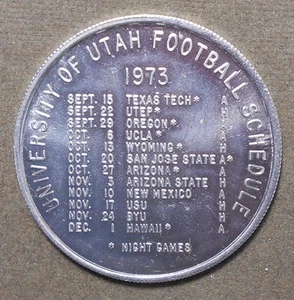 UNIVERSITY OF UTAH FOOTBALL SCHEDULE
1973
SEPT. 15 TEXAS TECH* A
SEPT. 22 UTEP* H
SEPT. 29 OREGON* A
OCT. 6 UCLA* A
OCT. 13 WYOMING* H
OCT. 20 SAN JOSE STATE A*
OCT. 27 ARIZONA* A
NOV. 3 ARIZONA STATE H
NOV. 10 NEW MEXICO A
NOV. 17 USU H
NOV. 24 BYU H
DEC. 1 HAWAII* A
* NIGHT GAMES